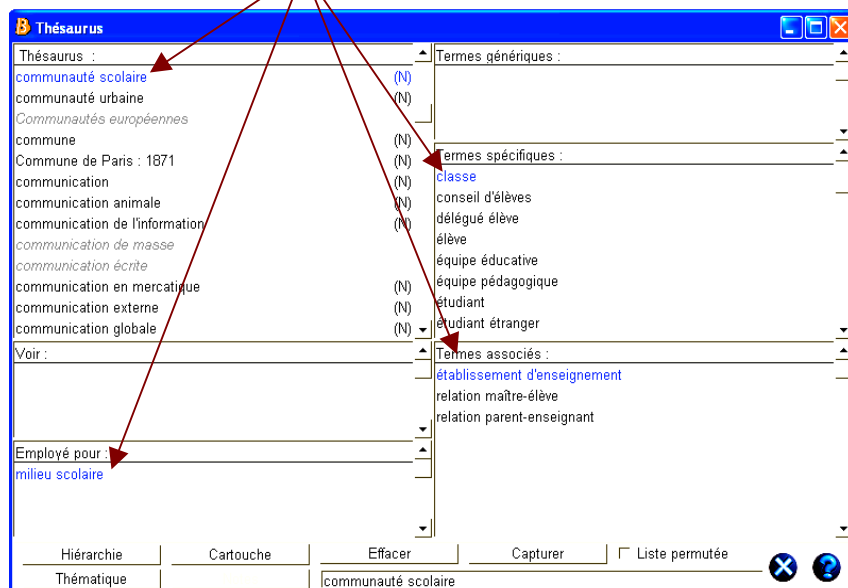 Thésaurus
Thésaurus :
communauté scolaire (N)
communauté urbaine (N)
Communautés européennes
commune (N)
Commune de Paris : 1871 (N)
communication (N)
communication animale (N)
communication de l'information (N)
communication de masse
communication écrite
communication en mercatique (N)
communication externe (N)
communication globale (N)
Voir :
Employé pour :
milieu scolaire
Termes génériques :
Termes spécifiques :
classe
conseil d'élèves
délégué élève
élève
équipe éducative
équipe pédagogique
étudiant
étudiant étranger
Termes associés :
établissement d'enseignement
relation maître-élève
relation parent-enseignant
Hiérarchie Cartouche Effacer Capturer Liste permutée
Thématique communauté scolaire